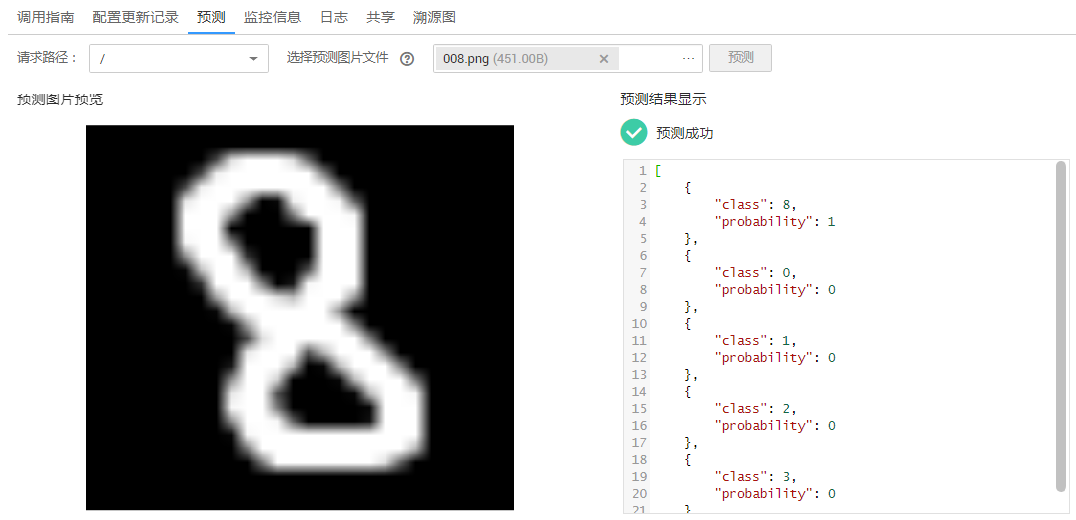 调用指南 配置更新记录 预测 监控信息 日志 共享 溯源图
请求路径： / 选择预测图片文件 ? 008.png (451.00B) × ··· 预测
预测图片预览
预测结果显示
预测成功
8
1 [
2 {
3 "class": 8,
4 "probability": 1
5 },
6 {
7 "class": 0,
8 "probability": 0
9 },
10 {
11 "class": 1,
12 "probability": 0
13 },
14 {
15 "class": 2,
16 "probability": 0
17 },
18 {
19 "class": 3,
20 "probability": 0
21 }